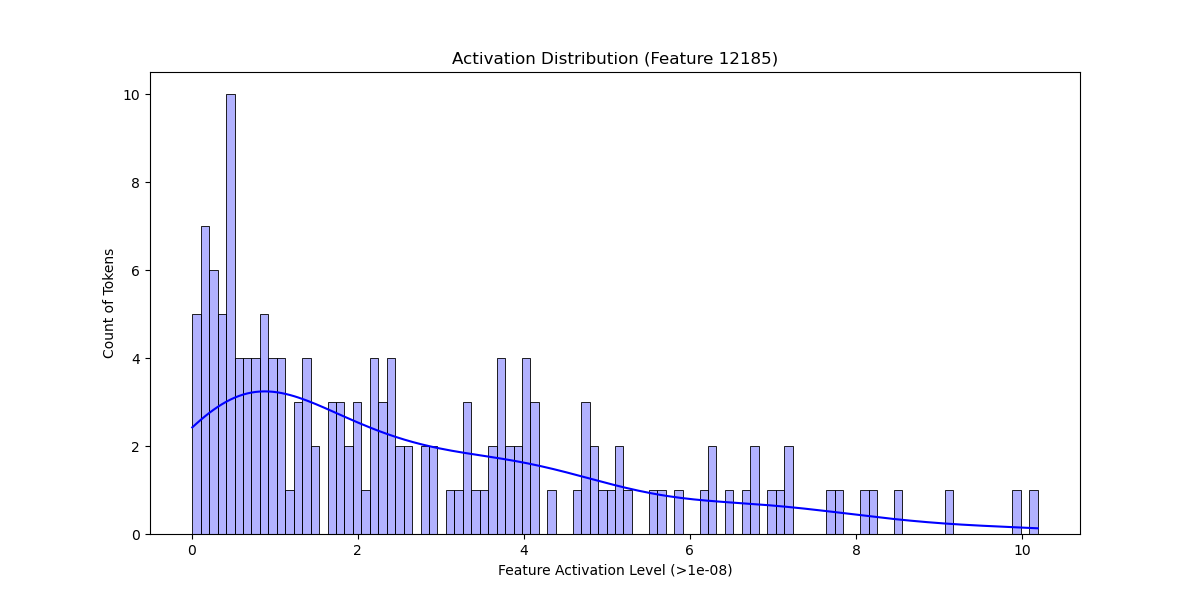 Activation Distribution (Feature 12185)
10
8
6
4
2
0
Count of Tokens
0 2 4 6 8 10
Feature Activation Level (>1e-08)